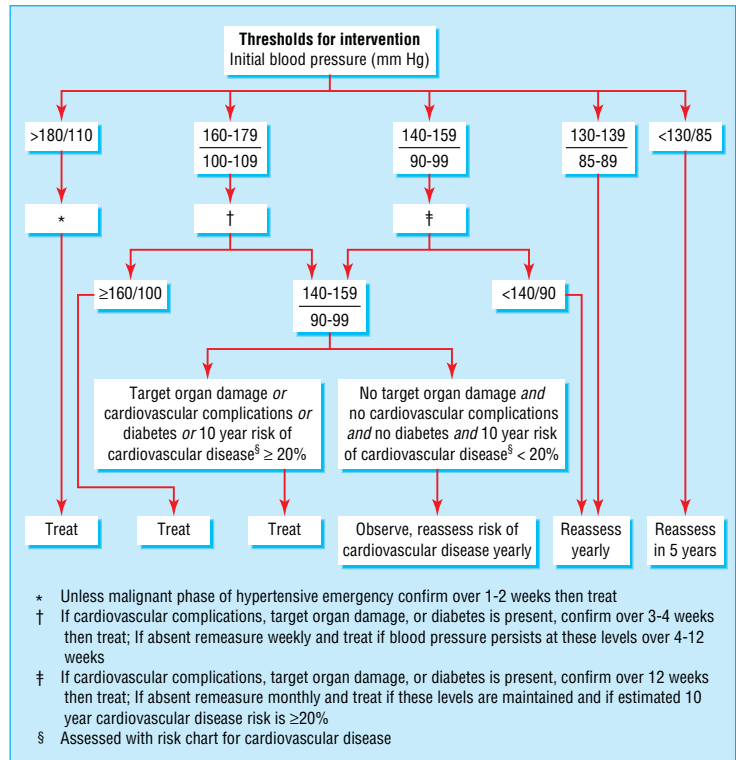 Thresholds for intervention
Initial blood pressure (mm Hg)
>180/110
160-179
100-109
140-159
90-99
130-139
85-89
<130/85
*
†
‡
≥160/100
140-159
90-99
<140/90
Target organ damage or
cardiovascular complications or
diabetes or 10 year risk of
cardiovascular disease§ ≥ 20%
No target organ damage and
no cardiovascular complications
and no diabetes and 10 year risk
of cardiovascular disease§ < 20%
Treat
Treat
Treat
Observe, reassess risk of
cardiovascular disease yearly
Reassess
yearly
Reassess
in 5 years
* Unless malignant phase of hypertensive emergency confirm over 1-2 weeks then treat
† If cardiovascular complications, target organ damage, or diabetes is present, confirm over 3-4 weeks
then treat; If absent remeasure weekly and treat if blood pressure persists at these levels over 4-12
weeks
‡ If cardiovascular complications, target organ damage, or diabetes is present, confirm over 12 weeks
then treat; If absent remeasure monthly and treat if these levels are maintained and if estimated 10
year cardiovascular disease risk is ≥20%
§ Assessed with risk chart for cardiovascular disease